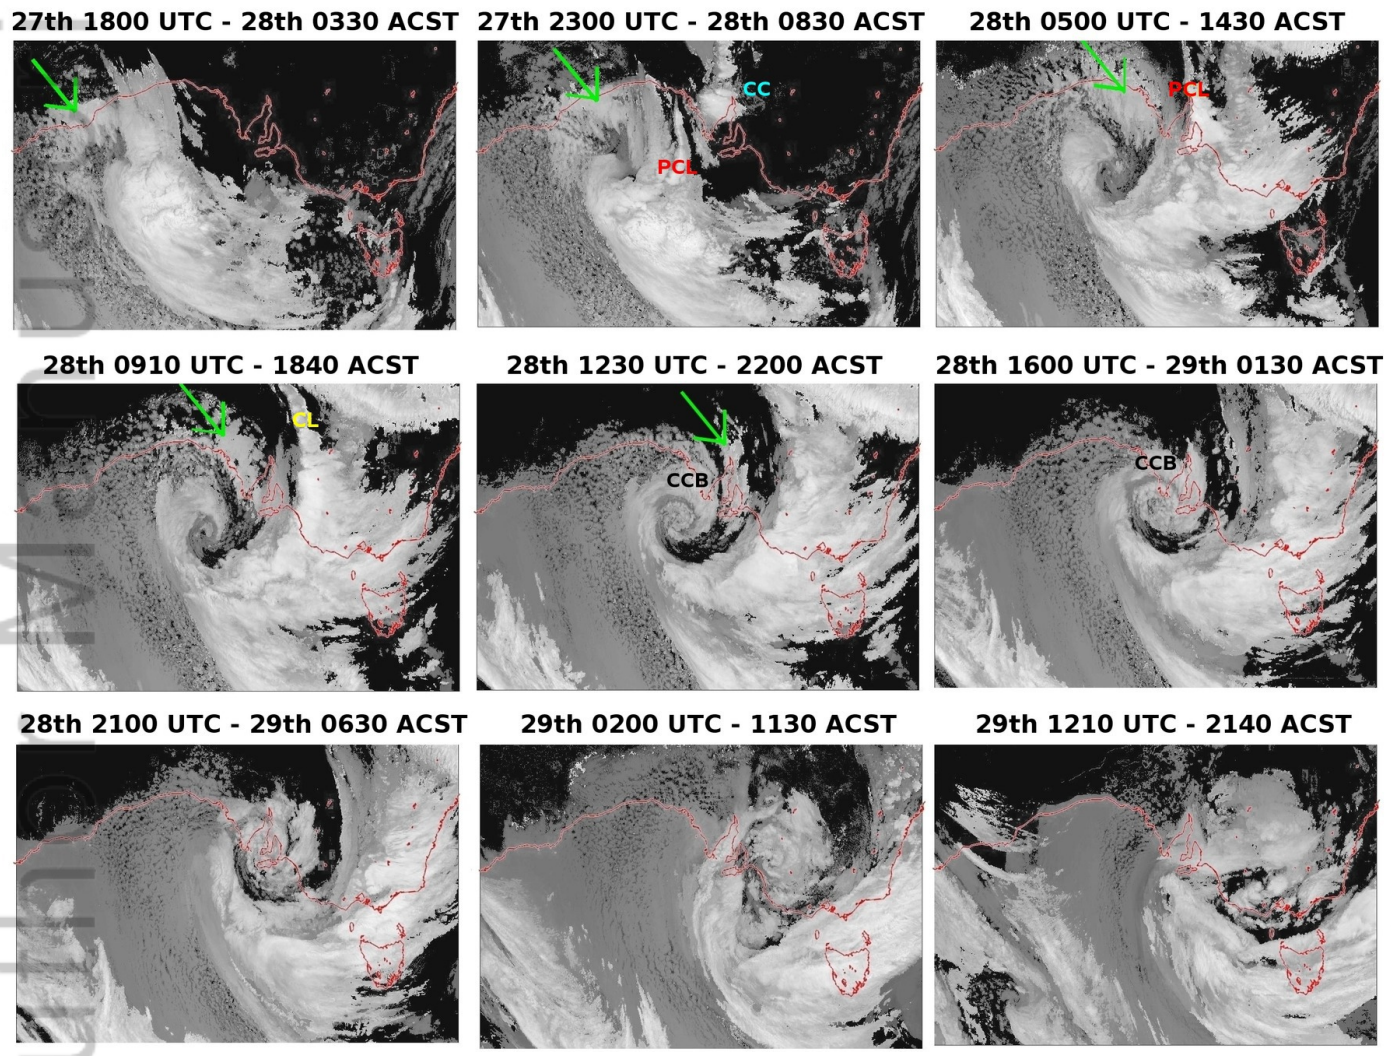 27th 1800 UTC - 28th 0330 ACST
27th 2300 UTC - 28th 0830 ACST
28th 0500 UTC - 1430 ACST
CC
PCL
PCL
28th 0910 UTC - 1840 ACST
28th 1230 UTC - 2200 ACST
28th 1600 UTC - 29th 0130 ACST
CL
CCB
CCB
28th 2100 UTC - 29th 0630 ACST
29th 0200 UTC - 1130 ACST
29th 1210 UTC - 2140 ACST